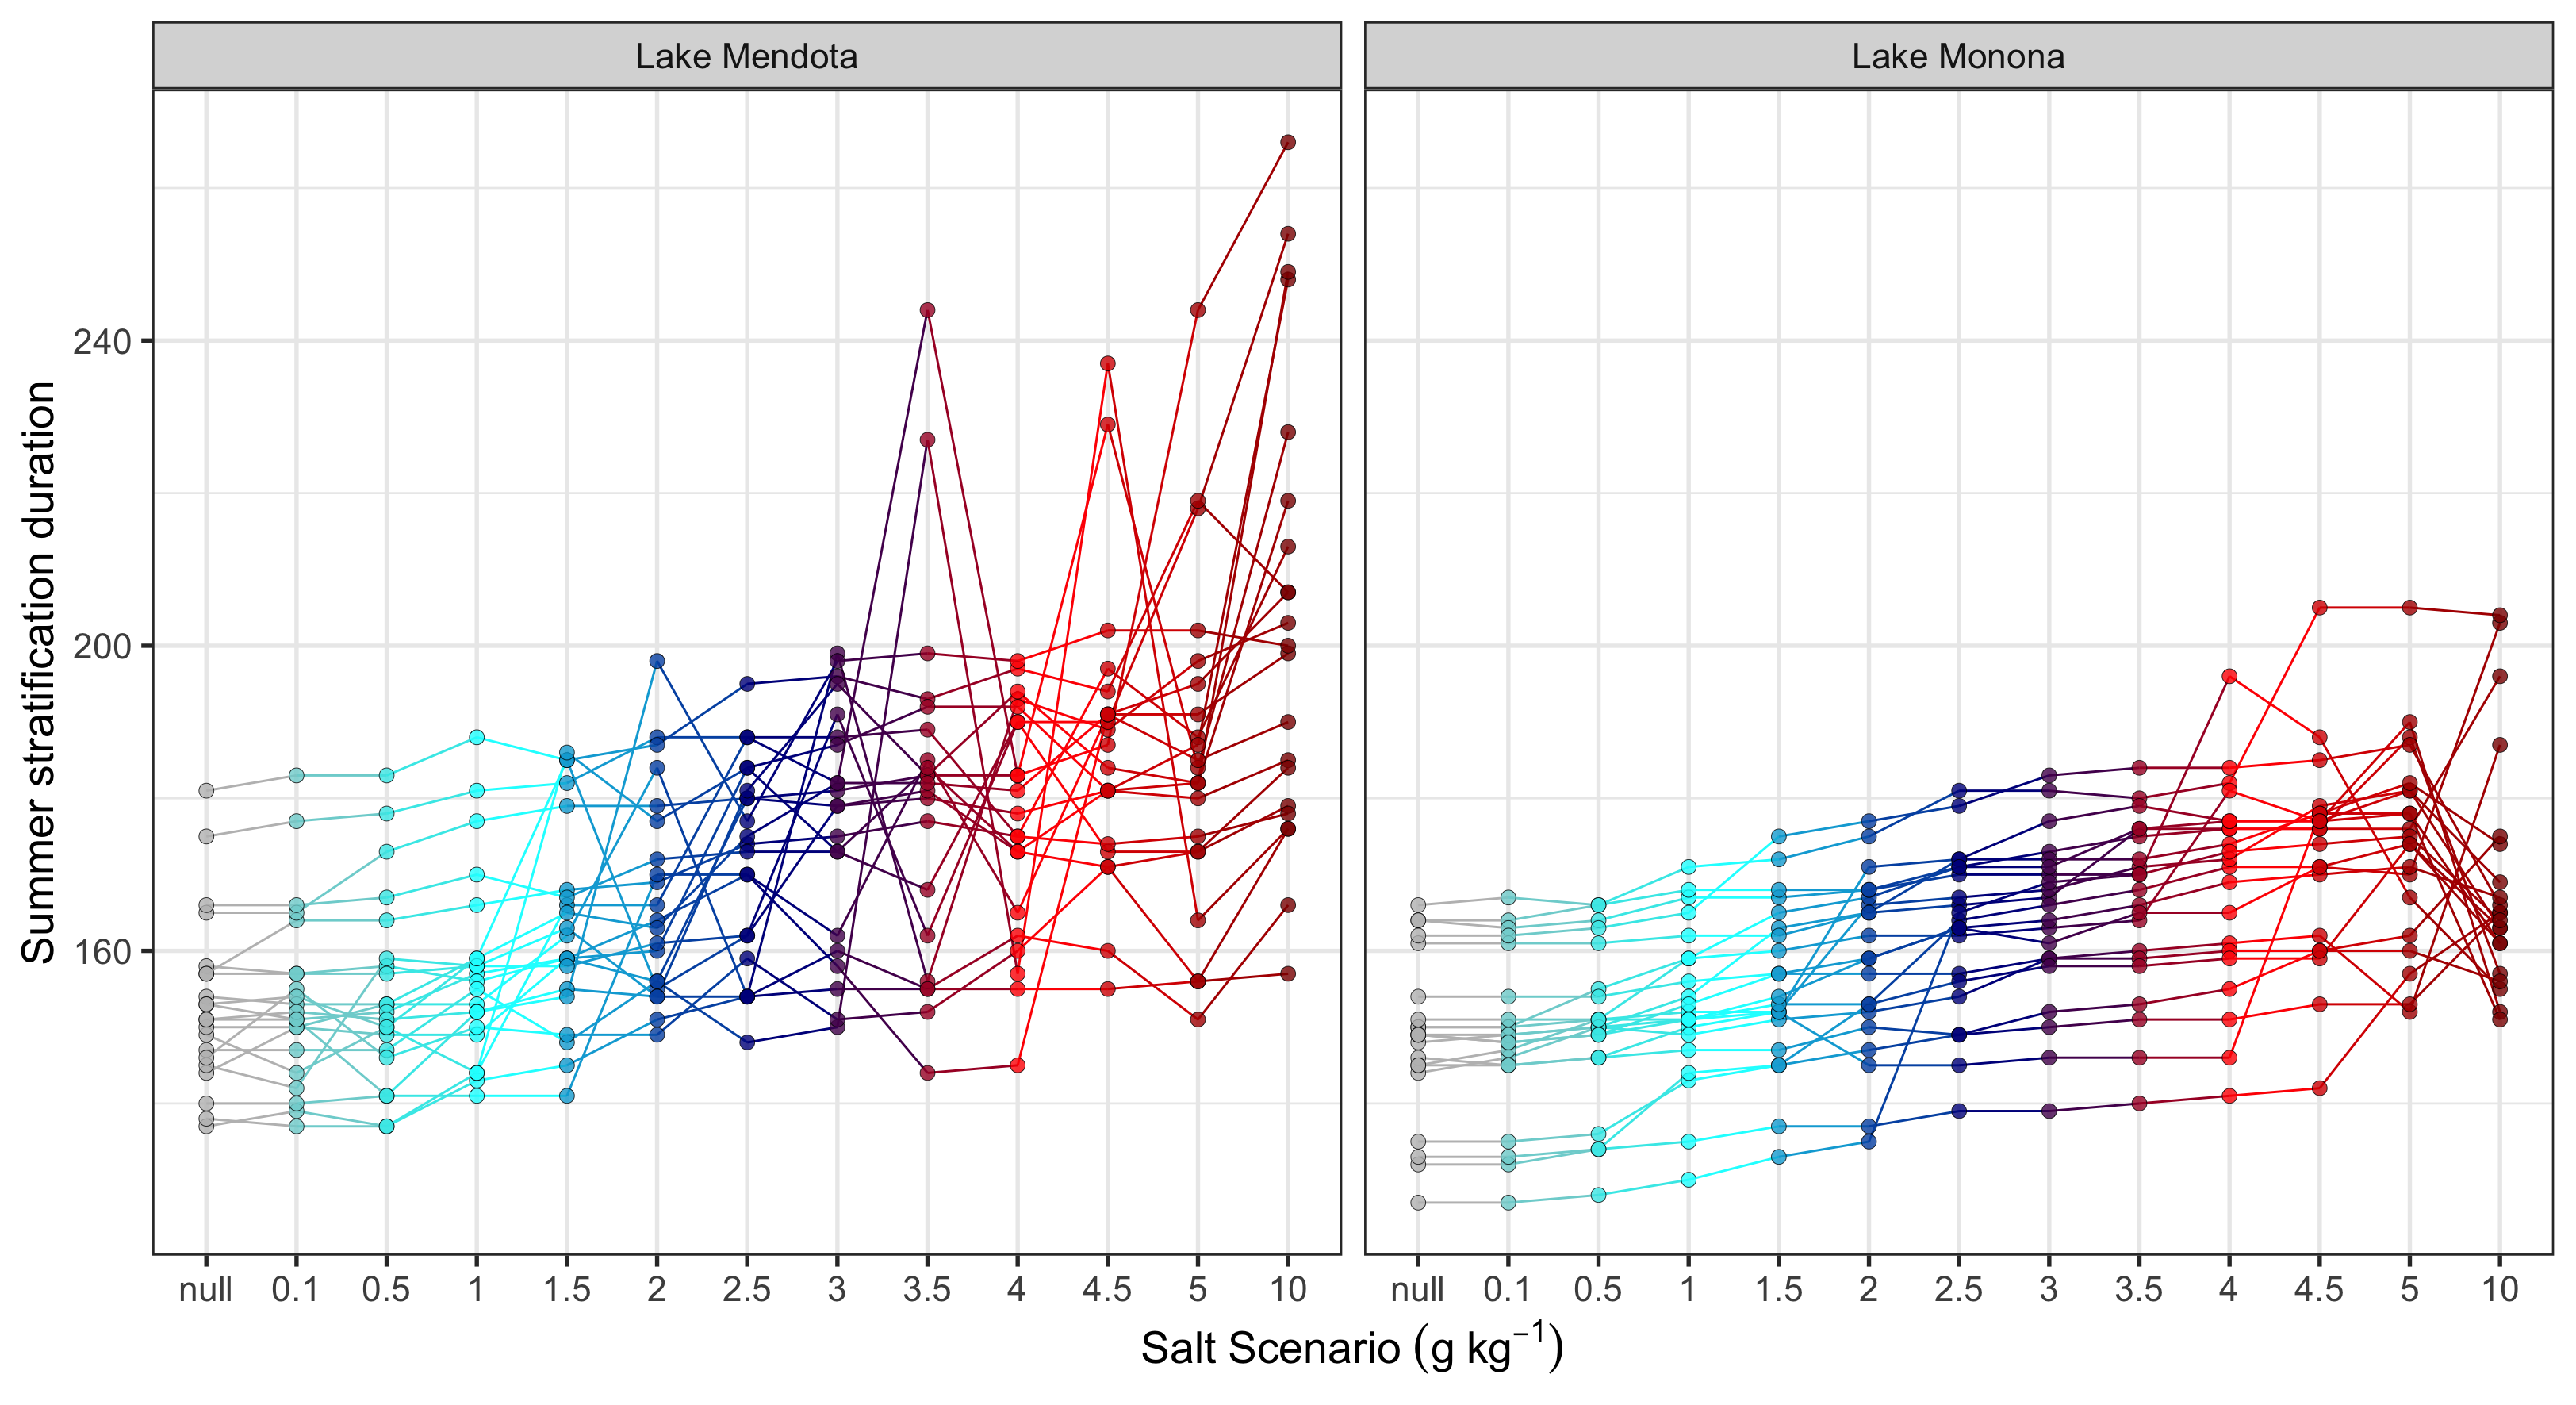 Lake Mendota
Lake Monona
Summer stratification duration
240
200
160
null 0.1 0.5 1 1.5 2 2.5 3 3.5 4 4.5 5 10
null 0.1 0.5 1 1.5 2 2.5 3 3.5 4 4.5 5 10
Salt Scenario (g kg⁻¹)